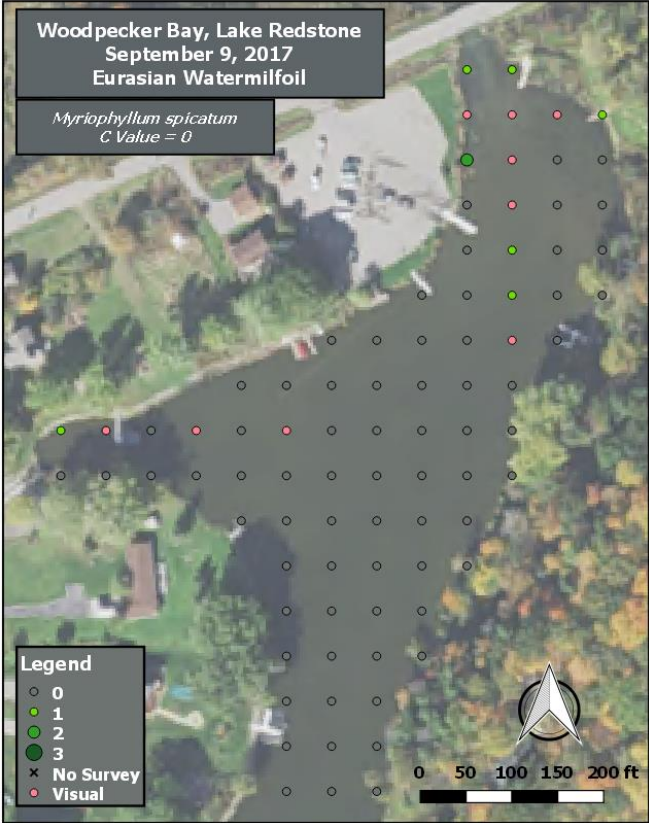 Woodpecker Bay, Lake Redstone
September 9, 2017
Eurasian Watermilfoil
Myriophyllum spicatum
C Value = 0
Legend
0
1
2
3
No Survey
Visual
0 50 100 150 200 ft